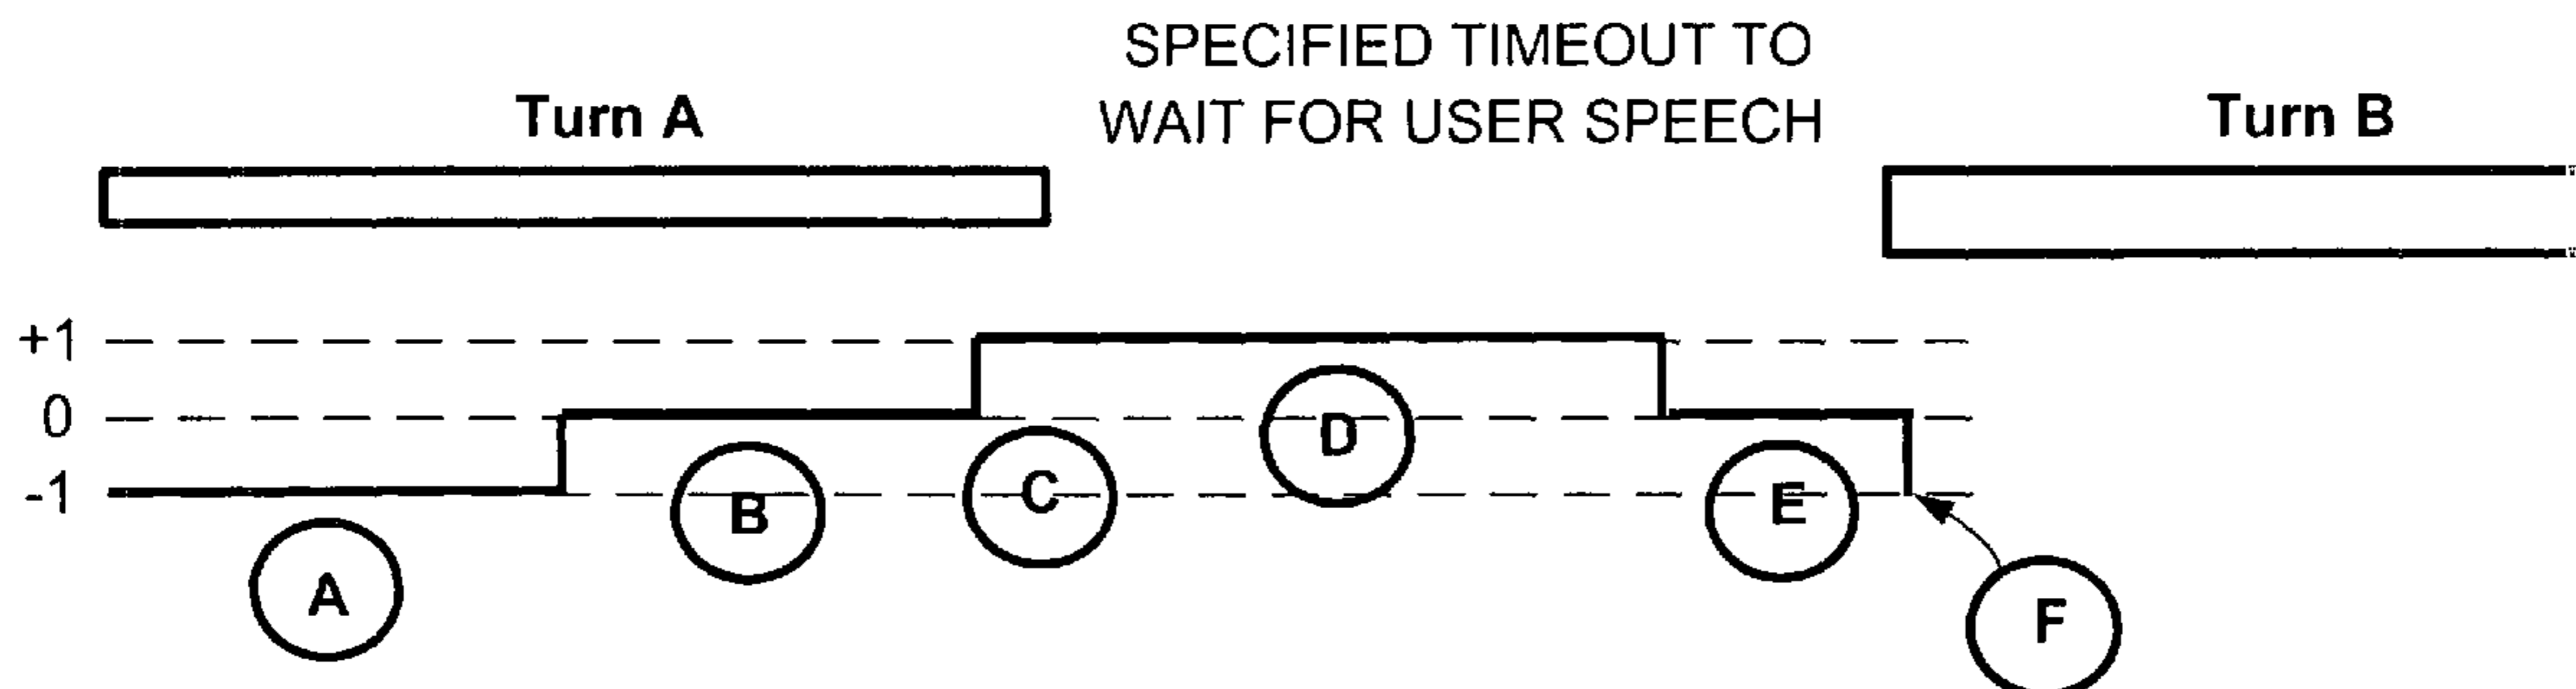 SPECIFIED TIMEOUT TO
WAIT FOR USER SPEECH
Turn A
Turn B
+1
0
-1
A
B
C
D
E
F